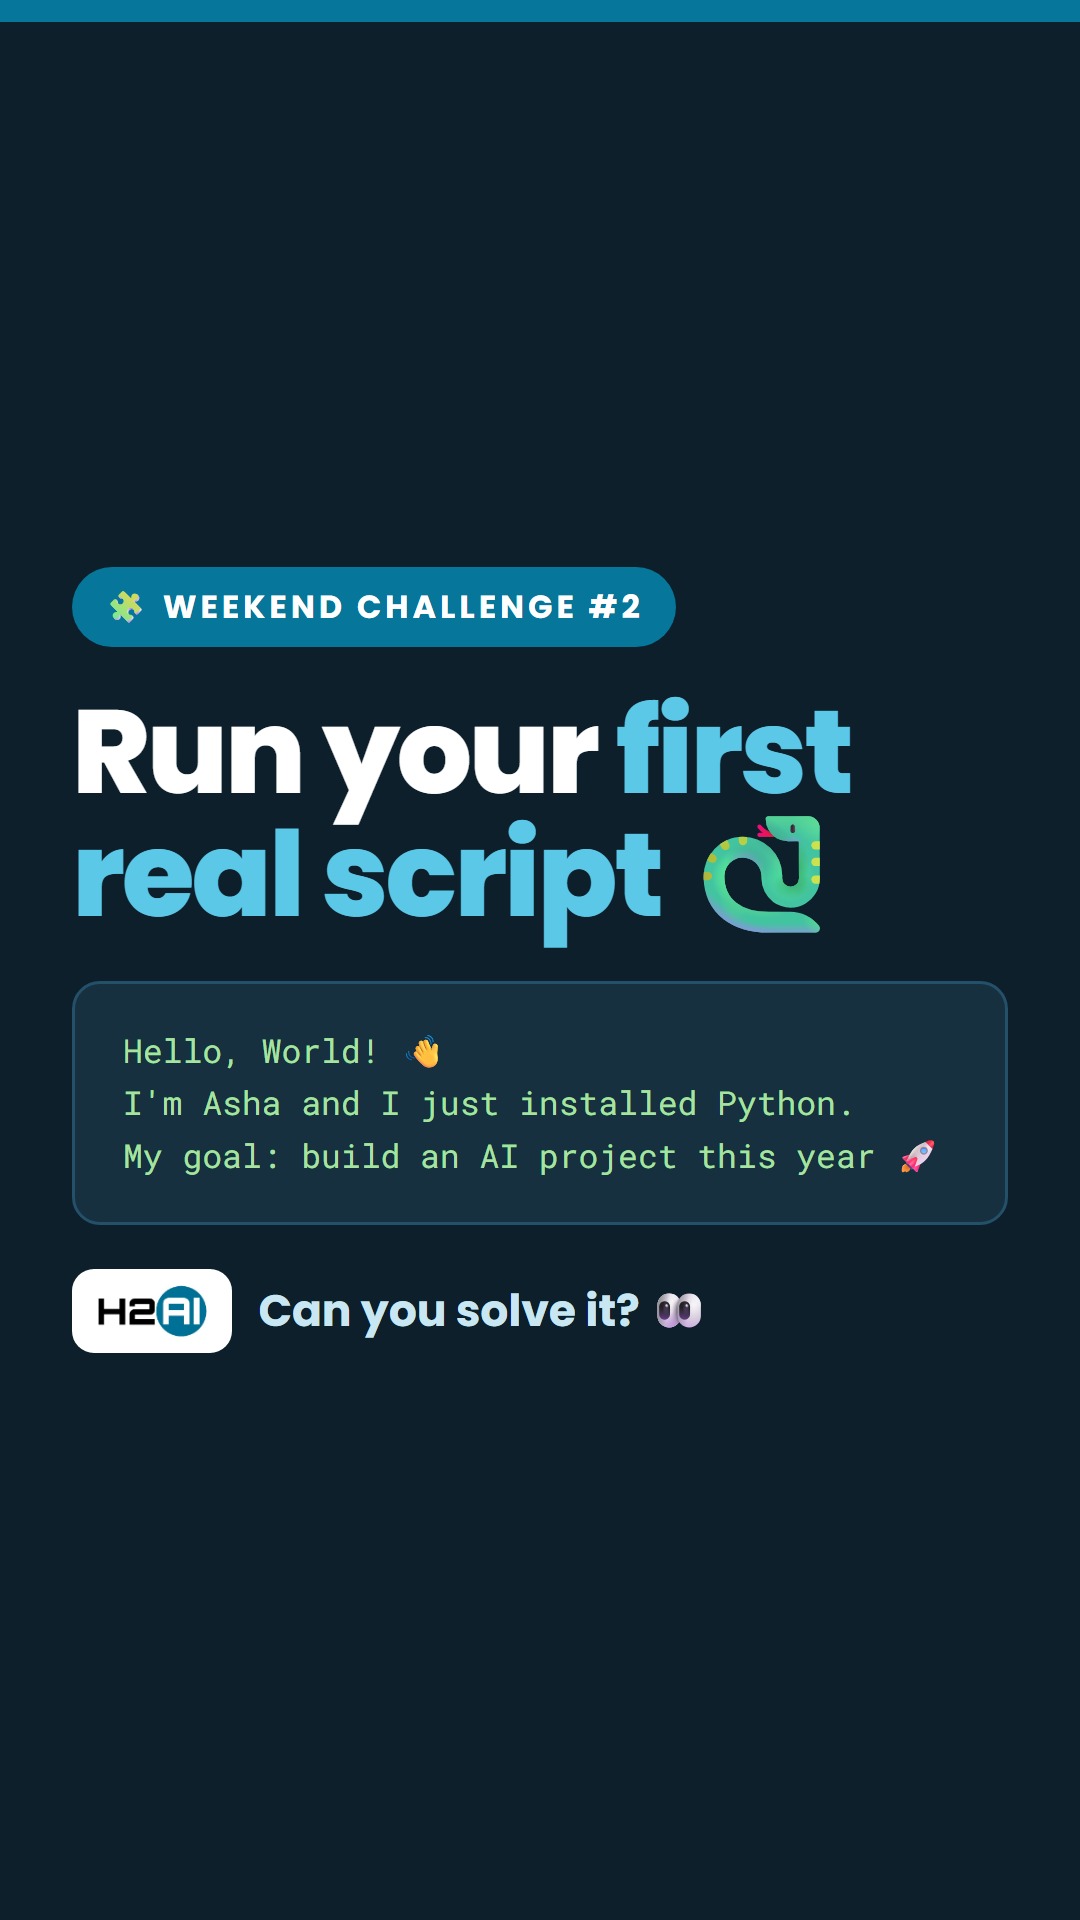 🧩 WEEKEND CHALLENGE #2
Run your first
real script 🐍
Hello, World! 👋
I'm Asha and I just installed Python.
My goal: build an AI project this year 🚀
H2AI
Can you solve it? 👀